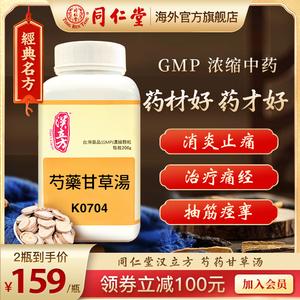 同仁堂 海外官方旗舰店
經典名方
GMP 浓缩中药
药材好 药才好
漢立方
芍藥甘草湯
K0704
消炎止痛
治疗痛经
抽筋痉挛
同仁堂汉立方 芍药甘草汤
2瓶到手价
¥159/瓶
领券立减100元
加入会员